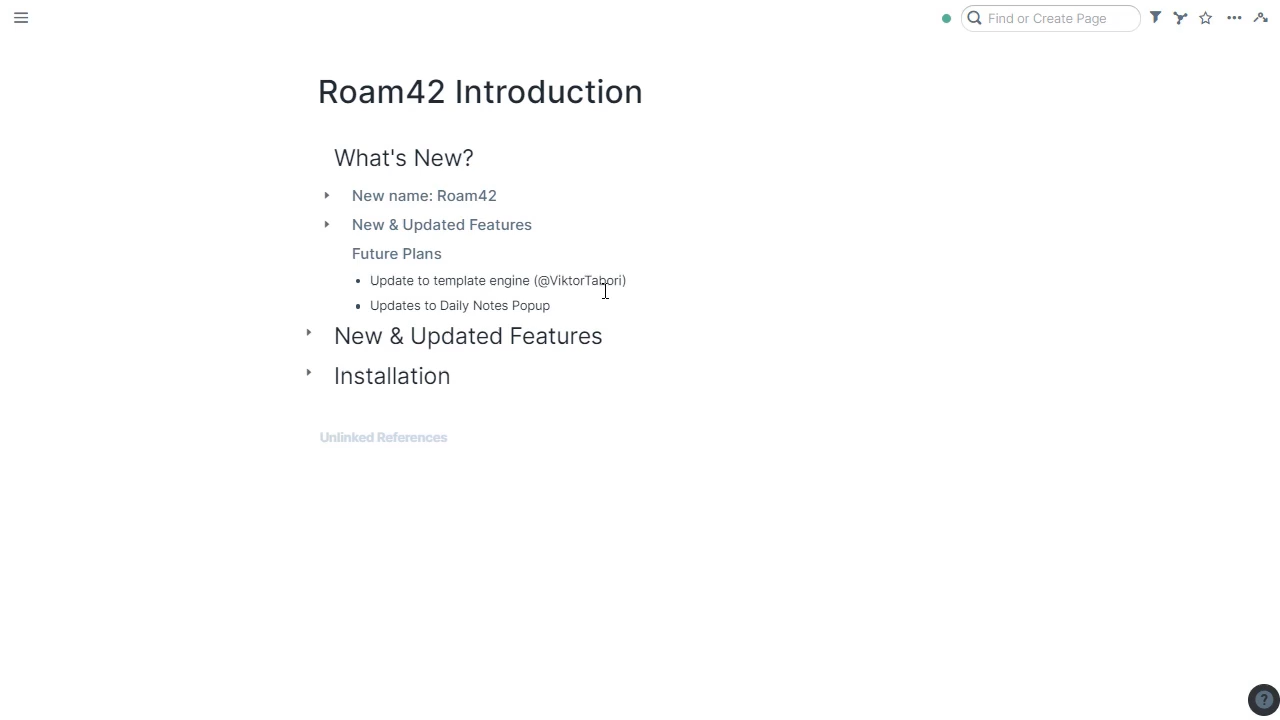 Find or Create Page
Roam42 Introduction
What's New?
New name: Roam42
New & Updated Features
Future Plans
Update to template engine (@ViktorTabori)
Updates to Daily Notes Popup
New & Updated Features
Installation
Unlinked References
?